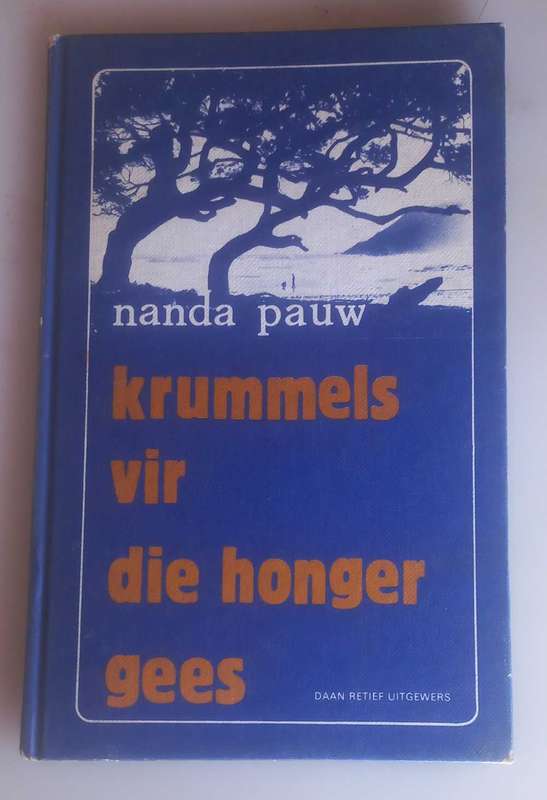 nanda pauw
krummels
vir
die honger
gees
DAAN RETIEF UITGEWERS